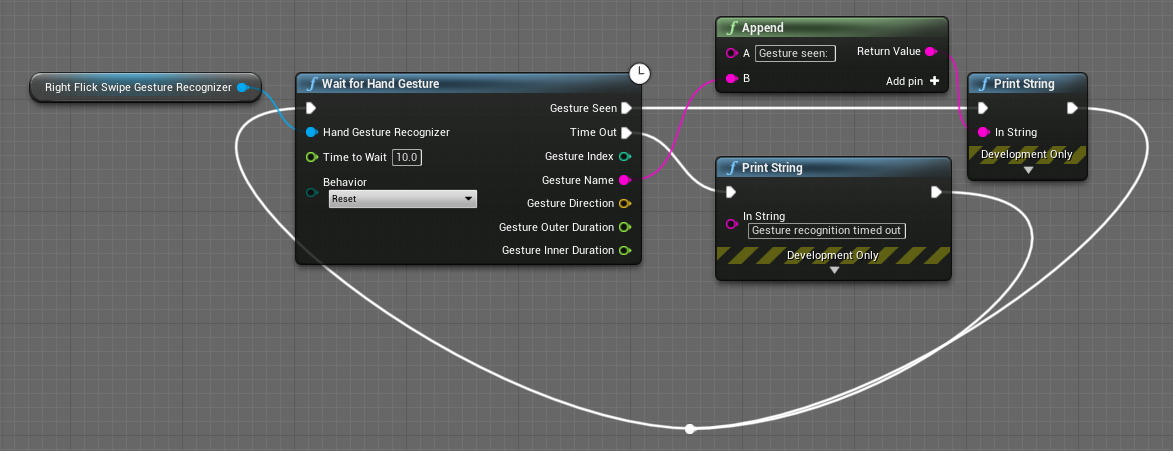 Right Flick Swipe Gesture Recognizer
f Wait for Hand Gesture
Gesture Seen
Hand Gesture Recognizer
Time Out
Time to Wait 10.0
Gesture Index
Behavior
Reset
Gesture Name
Gesture Direction
Gesture Outer Duration
Gesture Inner Duration
f Append
A Gesture seen:
Return Value
B
Add pin +
f Print String
In String
Gesture recognition timed out
Development Only
f Print String
In String
Development Only